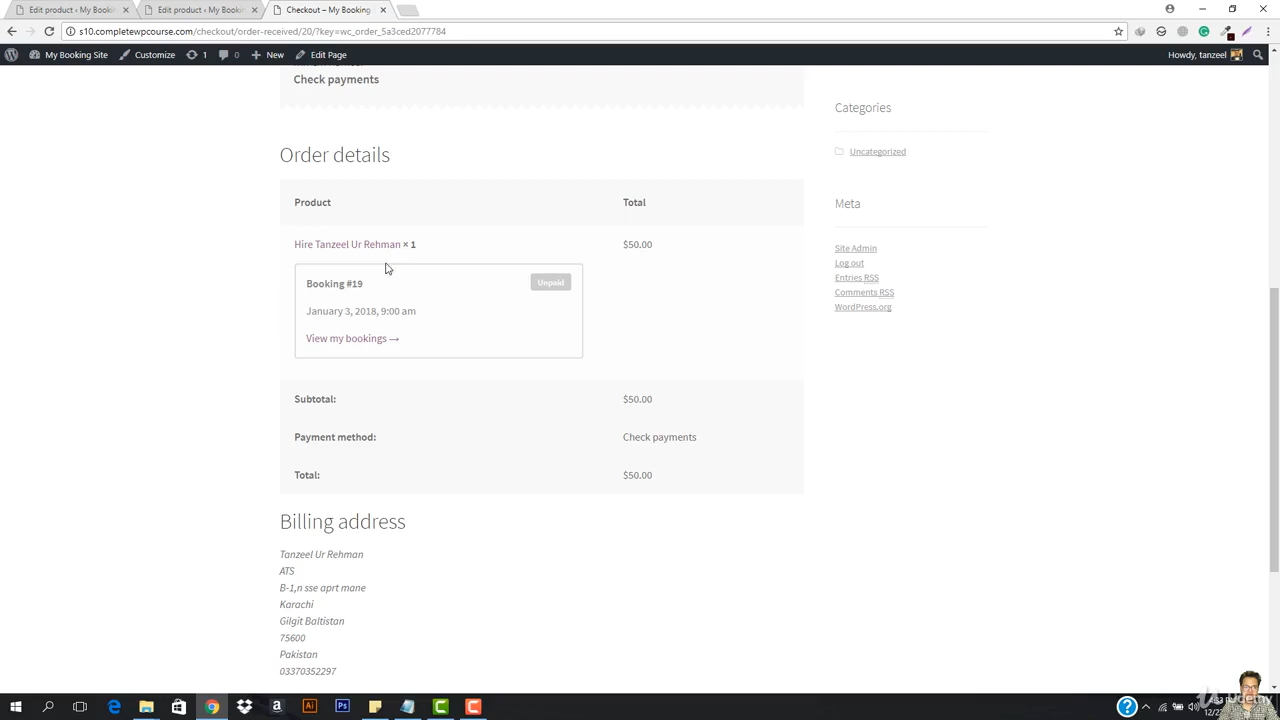 Edit product ‹ My Bookin
Edit product ‹ My Bookin
Checkout – My Booking
s10.completewpcourse.com/checkout/order-received/20/?key=wc_order_5a3ced2077784
My Booking Site
Customize
1
0
New
Edit Page
Howdy, tanzeel
Check payments
Order details
Product
Total
Hire Tanzeel Ur Rehman × 1
$50.00
Booking #19
Unpaid
January 3, 2018, 9:00 am
View my bookings →
Subtotal:
$50.00
Payment method:
Check payments
Total:
$50.00
Billing address
Tanzeel Ur Rehman
ATS
B-1,n sse aprt mane
Karachi
Gilgit Baltistan
75600
Pakistan
03370352297
Categories
Uncategorized
Meta
Site Admin
Log out
Entries RSS
Comments RSS
WordPress.org
Udemy